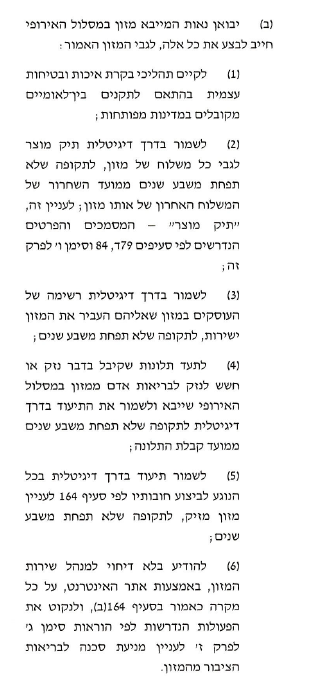 (ב) יבואן נאות המייבא מזון במסלול האירופי
חייב לבצע את כל אלה, לגבי המזון האמור:
(1) לקיים תהליכי בקרת איכות ובטיחות
עצמית בהתאם לתקנים בין־לאומיים
מקובלים במדינות מפותחות;
(2) לשמור בדרך דיגיטלית תיק מוצר
לגבי כל משלוח של מזון, לתקופה שלא
תפחת משבע שנים ממועד השחרור של
המשלוח האחרון של אותו מזון; לעניין זה,
"תיק מוצר" – המסמכים והפרטים
הנדרשים לפי סעיפים 79ד, 84 וסימן ו' לפרק
זה;
(3) לשמור בדרך דיגיטלית רשימה של
העוסקים במזון שאליהם העביר את המזון
ישירות, לתקופה שלא תפחת משבע שנים;
(4) לתעד תלונות שקיבל בדבר נזק או
חשש לנזק לבריאות אדם ממזון במסלול
האירופי שייבא ולשמור את התיעוד בדרך
דיגיטלית לתקופה שלא תפחת משבע שנים
ממועד קבלת התלונה;
(5) לשמור תיעוד בדרך דיגיטלית בכל
הנוגע לביצוע חובותיו לפי סעיף 164 לעניין
מזון מזיק, לתקופה שלא תפחת משבע
שנים;
(6) להודיע בלא דיחוי למנהל שירות
המזון, באמצעות אתר האינטרנט, על כל
מקרה כאמור בסעיף 164(ב), ולנקוט את
הפעולות הנדרשות לפי הוראות סימן ג'
לפרק ז' לעניין מניעת סכנה לבריאות
הציבור מהמזון.